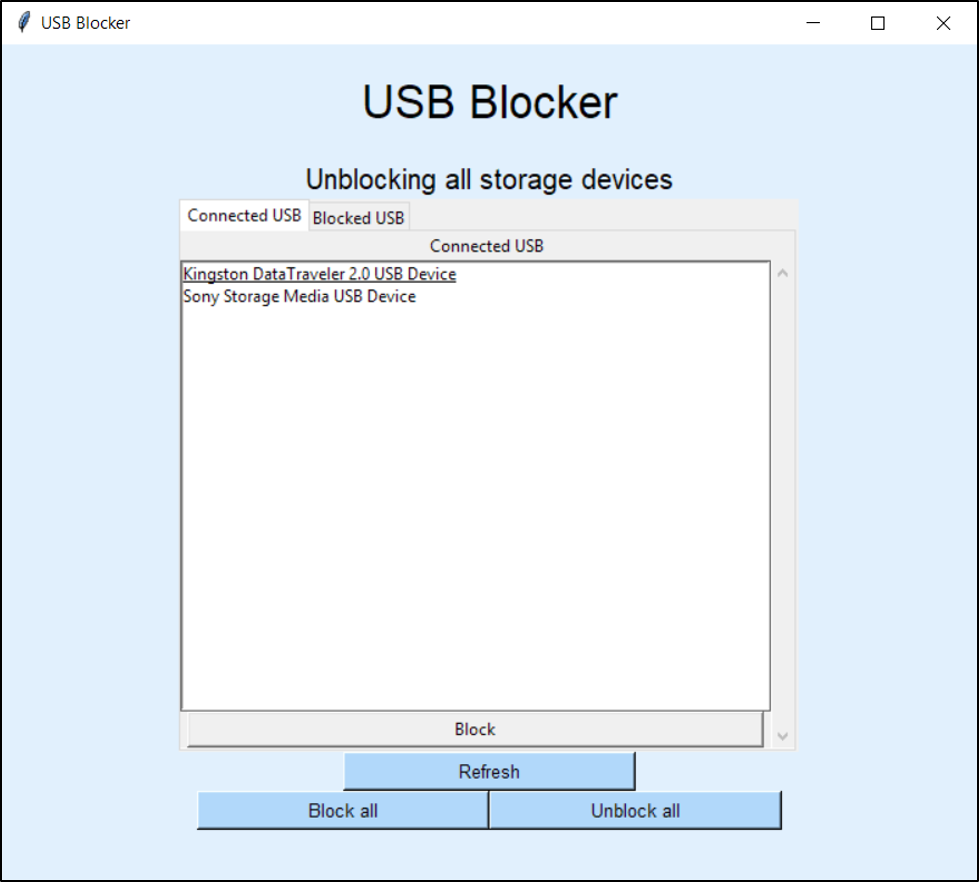 USB Blocker
USB Blocker
Unblocking all storage devices
Connected USB Blocked USB
Connected USB
Kingston DataTraveler 2.0 USB Device
Sony Storage Media USB Device
Block
Refresh
Block all Unblock all